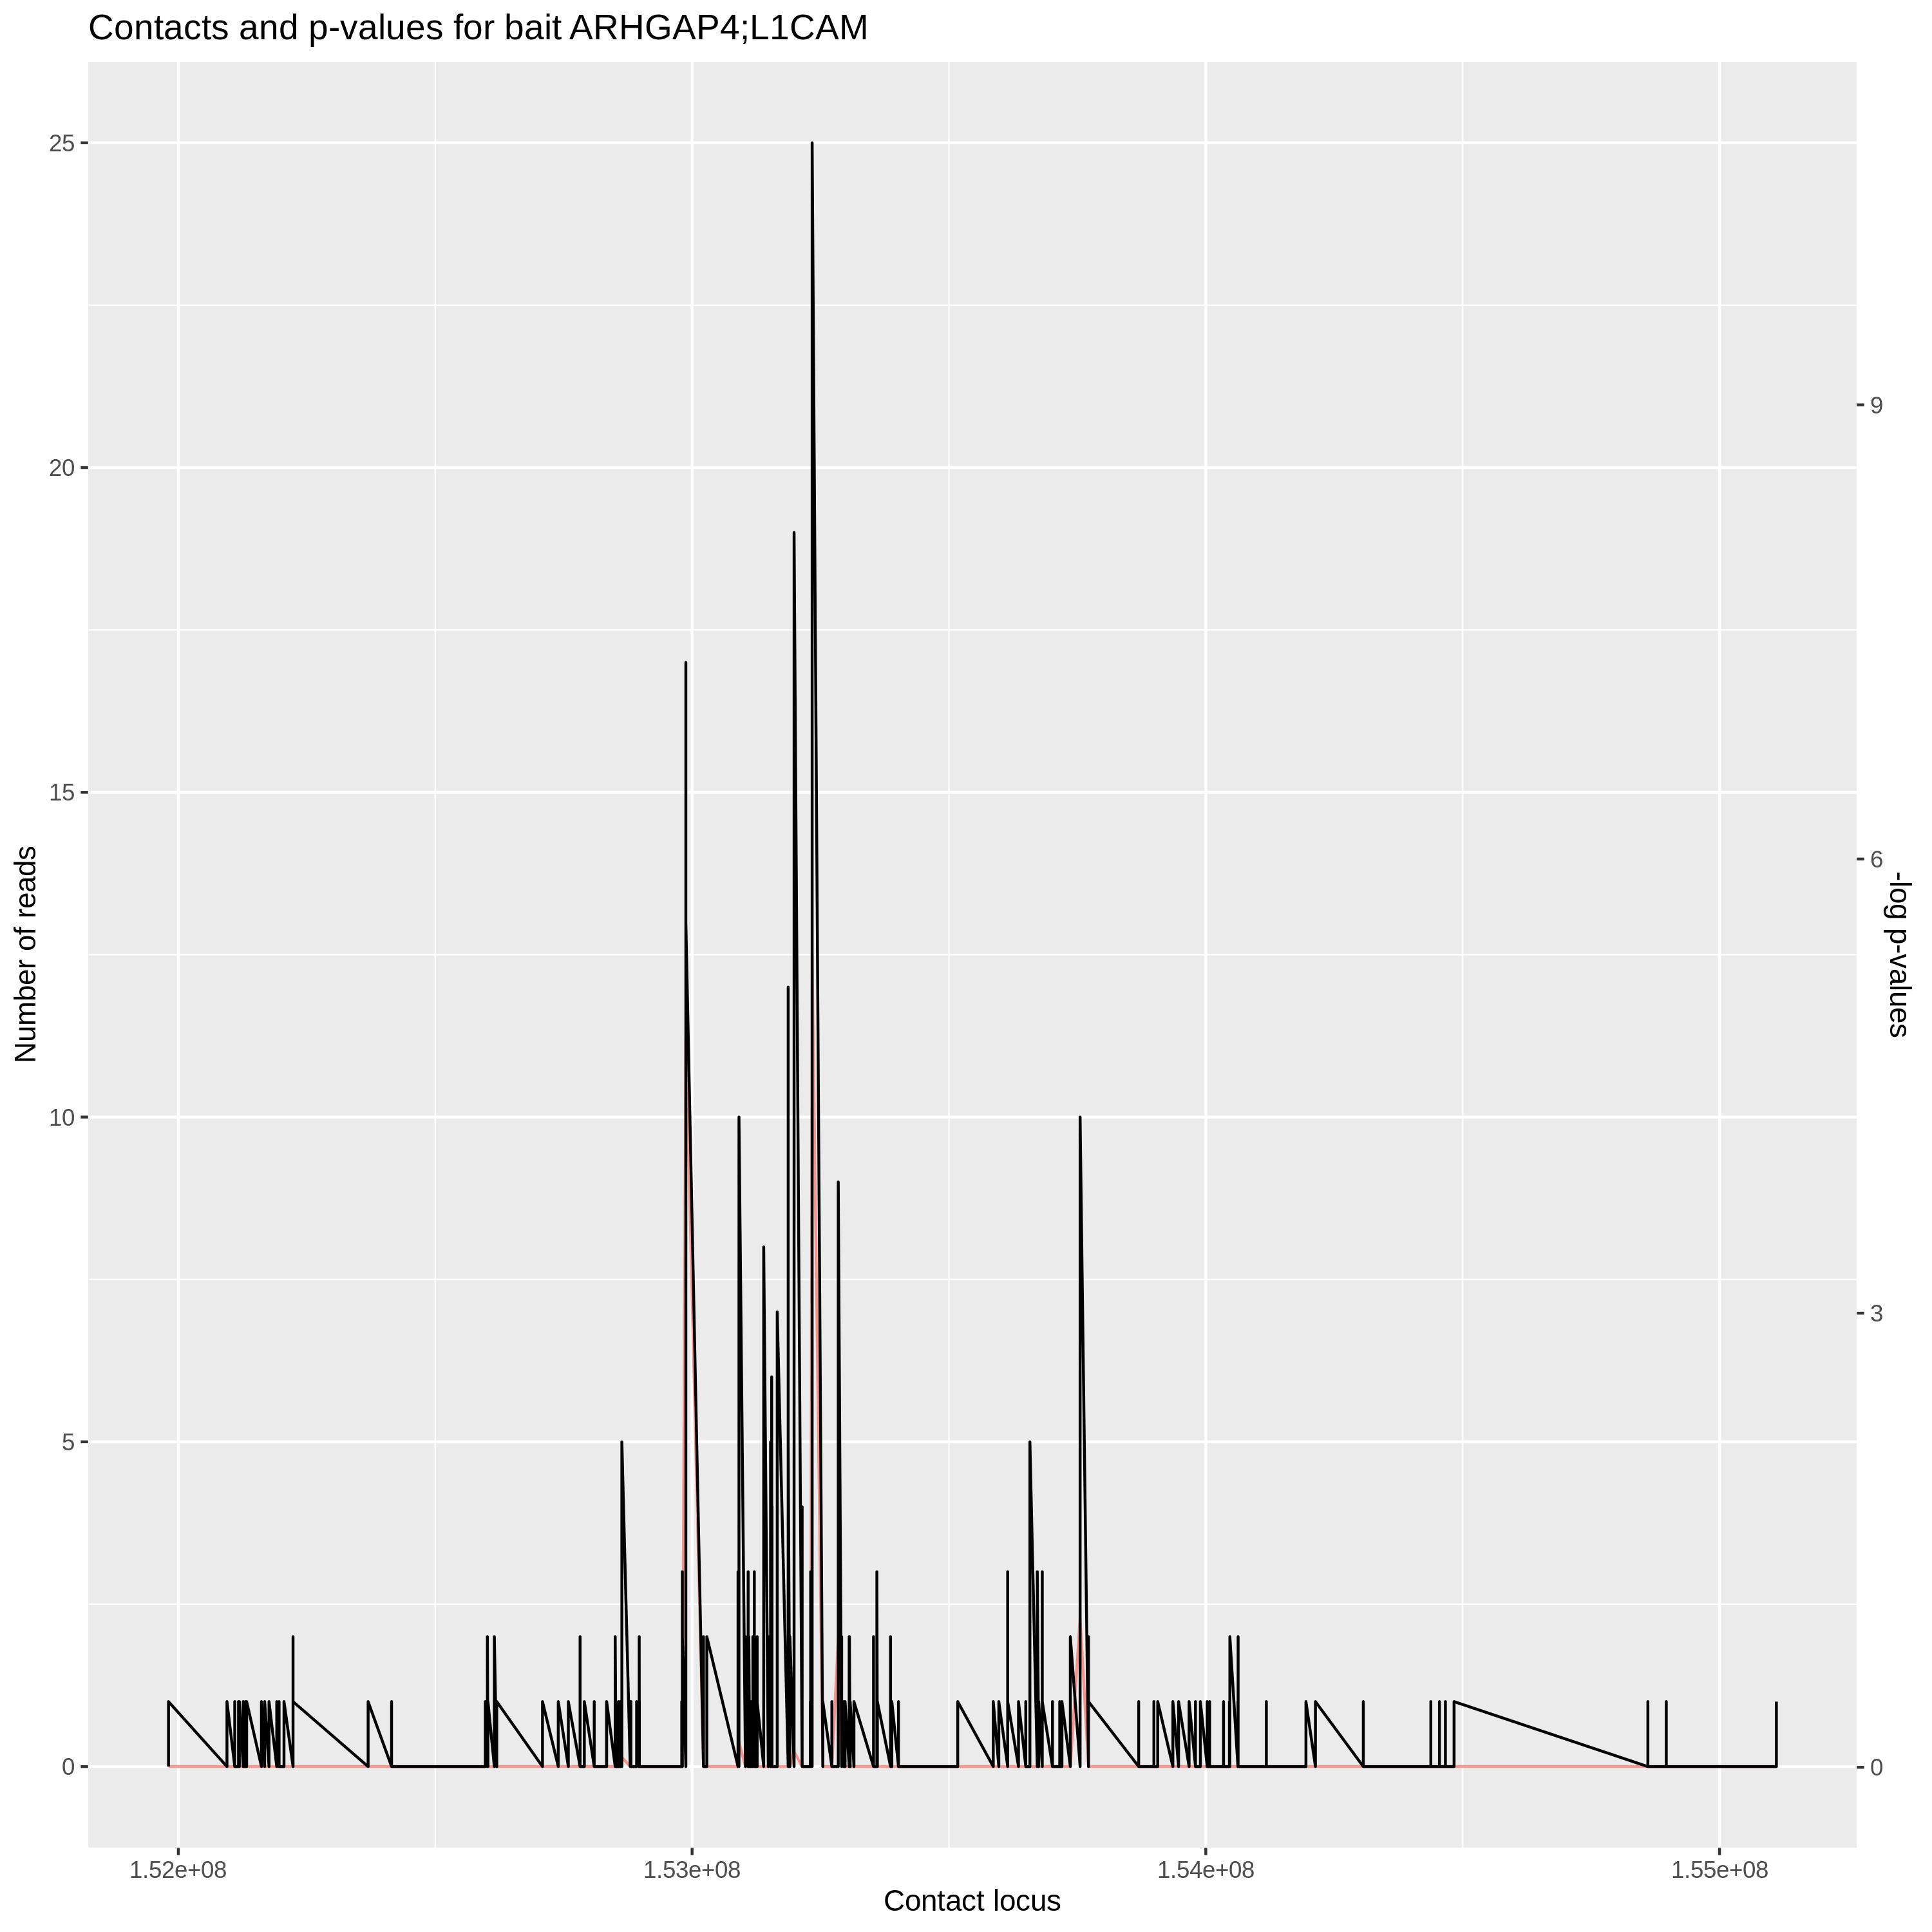 Contacts and p-values for bait ARHGAP4;L1CAM
25
20
15
10
5
0
Number of reads
9
6
3
0
-log p-values
1.52e+08 1.53e+08 1.54e+08 1.55e+08
Contact locus